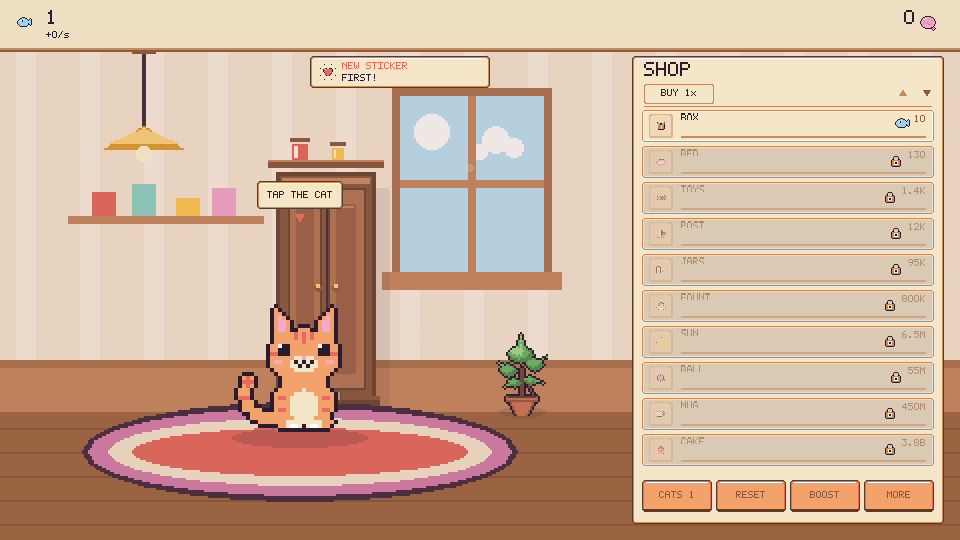 1
+0/s
0
NEW STICKER
FIRST!
TAP THE CAT
SHOP
BUY 1x
BOX
10
BED
130
TOYS
1.4K
POST
12K
JARS
95K
FOUNT
800K
SUN
6.5M
BALL
55M
MUG
450M
CAKE
3.8B
CATS 1
RESET
BOOST
MORE